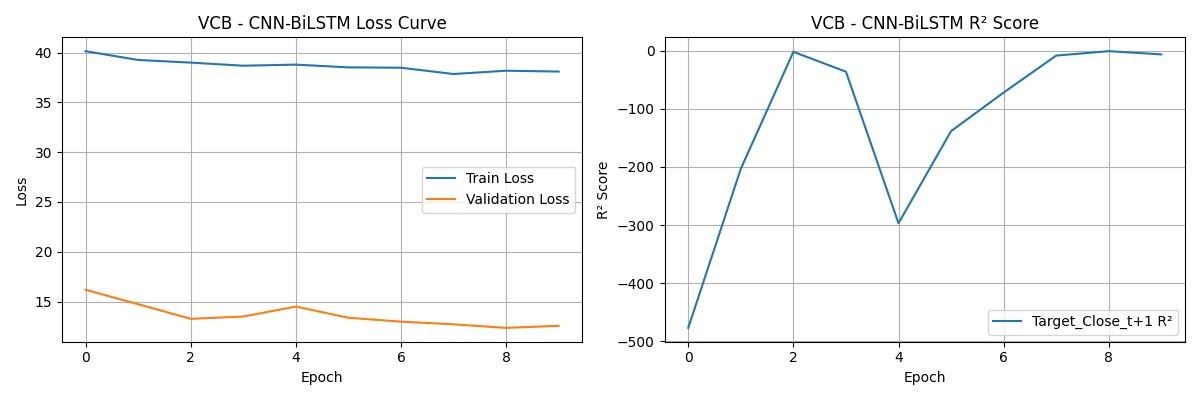 VCB - CNN-BiLSTM Loss Curve
40
35
30
25
20
15
Loss
Train Loss
Validation Loss
0 2 4 6 8
Epoch
VCB - CNN-BiLSTM R² Score
0
−100
−200
−300
−400
−500
R² Score
Target_Close_t+1 R²
0 2 4 6 8
Epoch